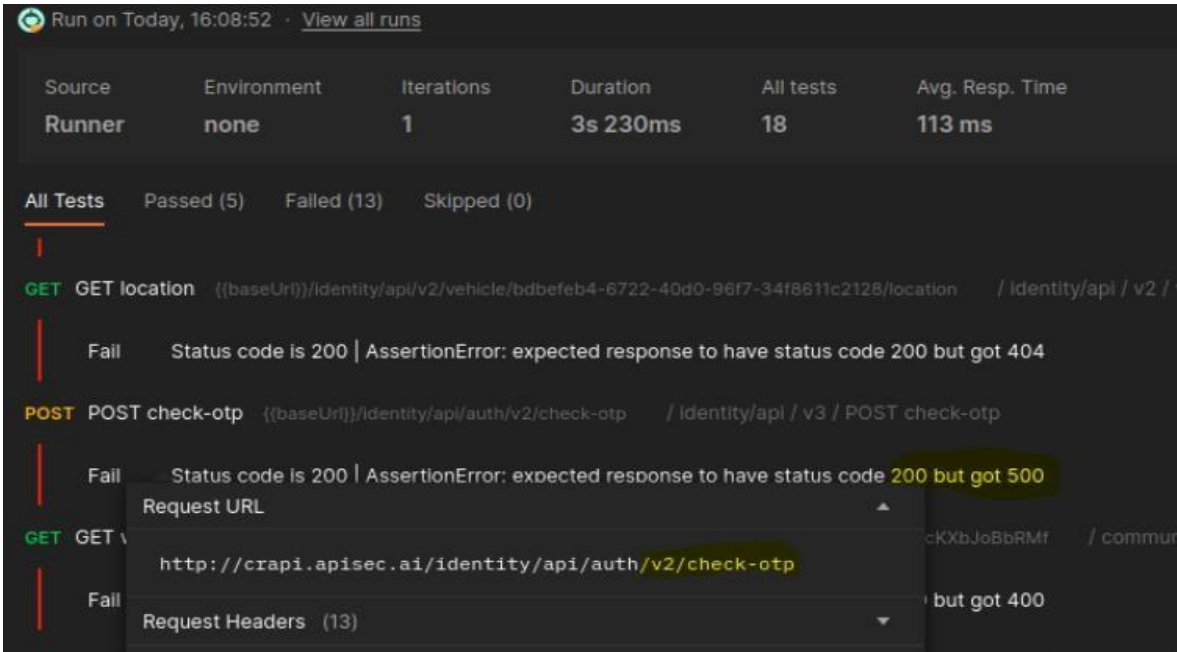 Run on Today, 16:08:52 · View all runs
Source Environment Iterations Duration All tests Avg. Resp. Time
Runner none 1 3s 230ms 18 113 ms
All Tests Passed (5) Failed (13) Skipped (0)
GET GET location {{baseUrl}}/identity/api/v2/vehicle/bdbefeb4-6722-40d0-96f7-34f8611c2128/location / identity/api / v2 /
Fail Status code is 200 | AssertionError: expected response to have status code 200 but got 404
POST POST check-otp {{baseUrl}}/identity/api/auth/v2/check-otp / identity/api / v3 / POST check-otp
Fail Status code is 200 | AssertionError: expected response to have status code 200 but got 500
Request URL
GET GET cKXbJoBbRMf / commun
http://crapi.apisec.ai/identity/api/auth/v2/check-otp
Fail but got 400
Request Headers (13)